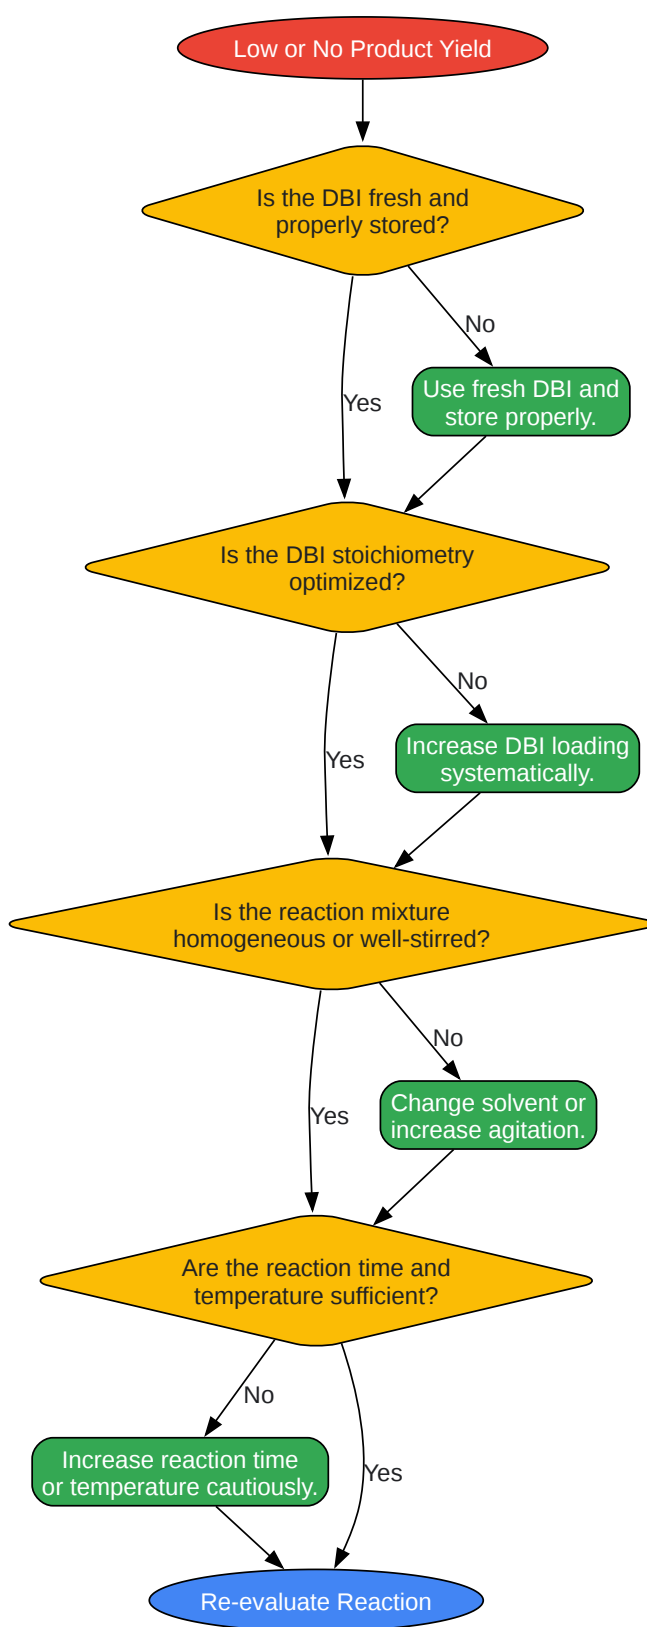 Low or No Product Yield
Is the DBI fresh and
properly stored?
No
Use fresh DBI and
store properly.
Yes
Is the DBI stoichiometry
optimized?
No
Increase DBI loading
systematically.
Yes
Is the reaction mixture
homogeneous or well-stirred?
No
Change solvent or
increase agitation.
Yes
Are the reaction time and
temperature sufficient?
No
Increase reaction time
or temperature cautiously.
Yes
Re-evaluate Reaction